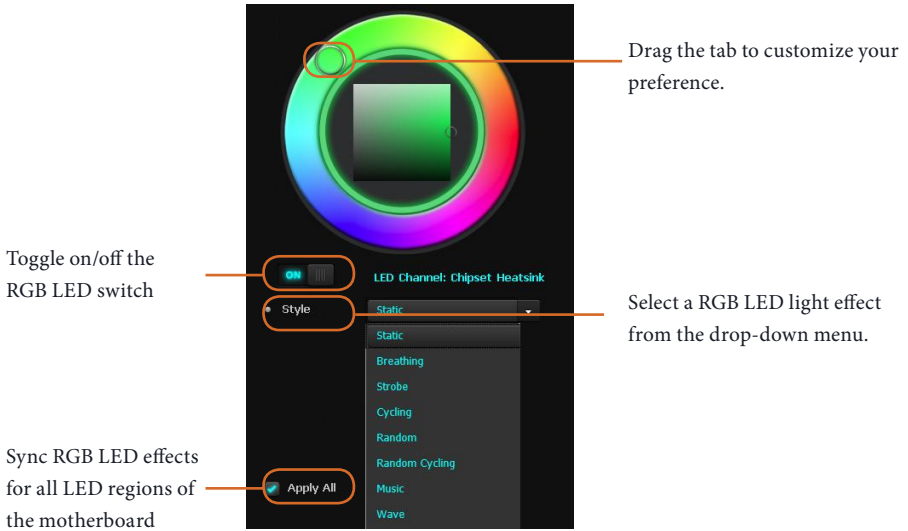 Drag the tab to customize your
preference.
Toggle on/off the
RGB LED switch
ON
LED Channel: Chipset Heatsink
Style
Static
Select a RGB LED light effect
from the drop-down menu.
Static
Breathing
Strobe
Cycling
Random
Random Cycling
Music
Wave
Sync RGB LED effects
for all LED regions of
the motherboard
Apply All